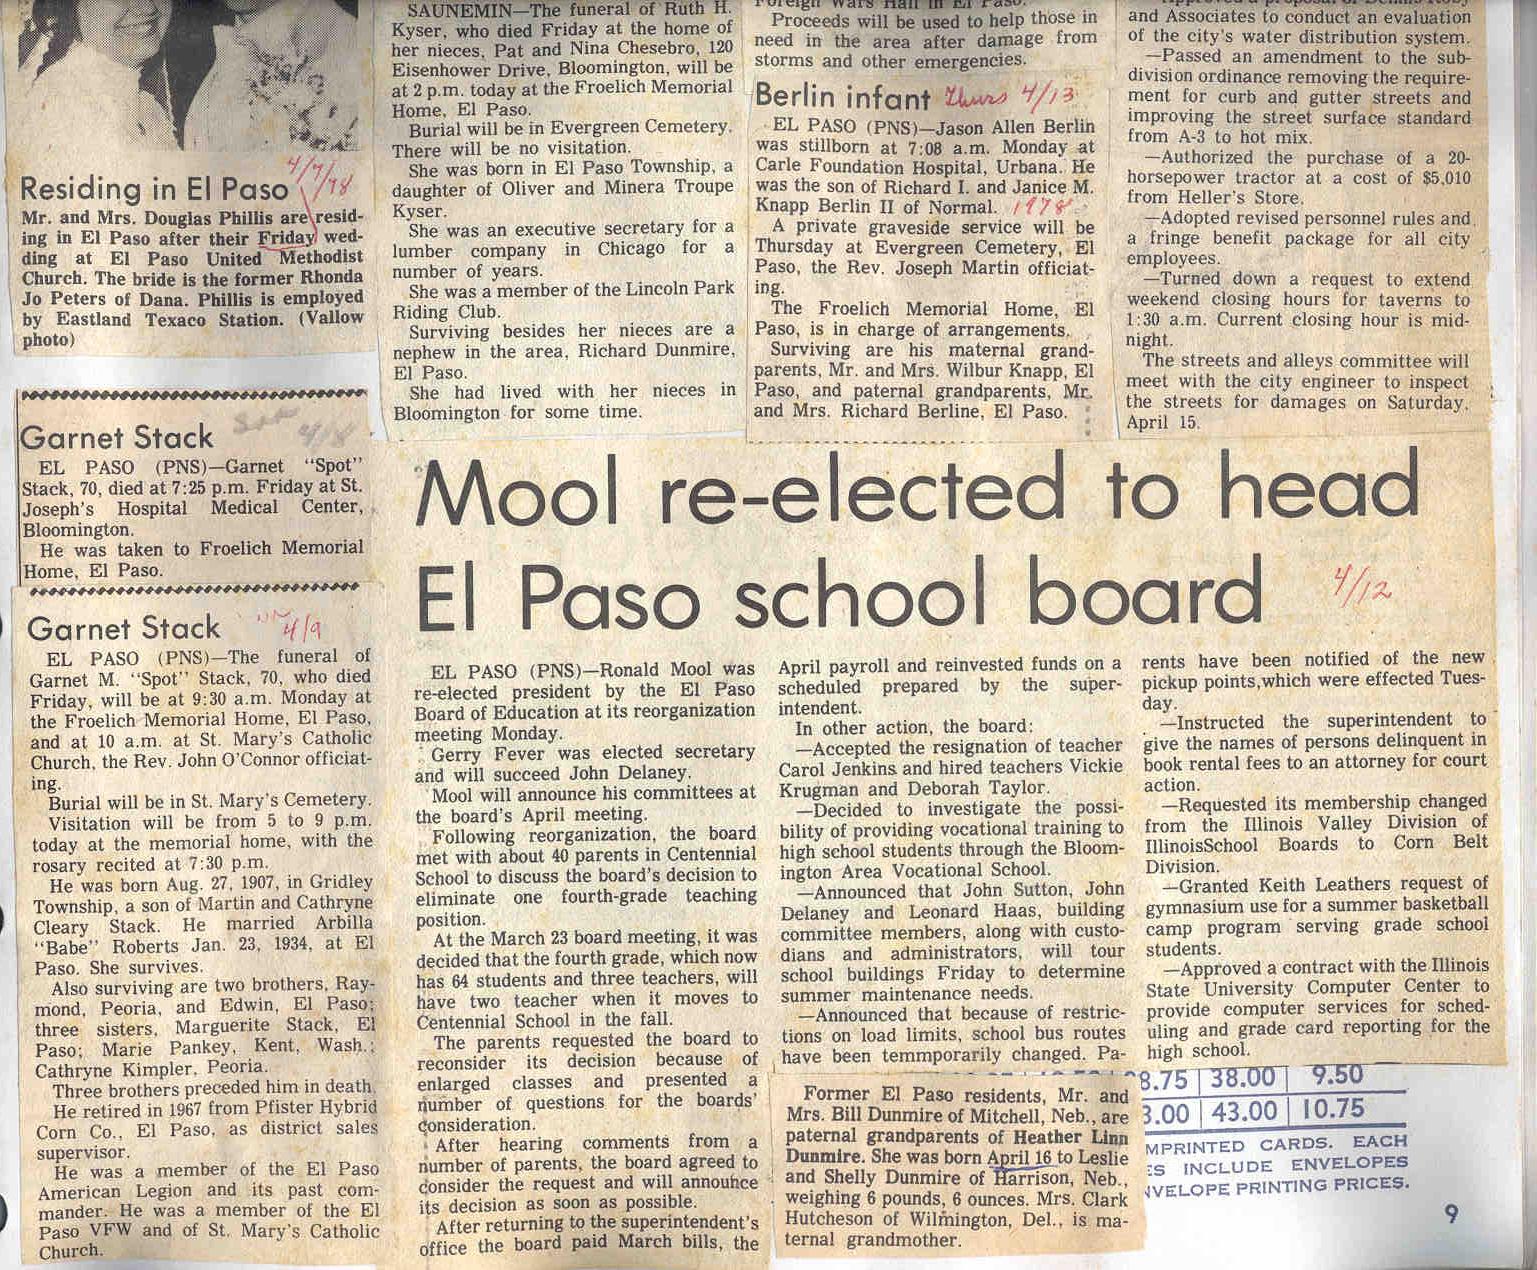 Residing in El Paso
4/7/78
Mr. and Mrs. Douglas Phillis are resid-
ing in El Paso after their Friday wed-
ding at El Paso United Methodist
Church. The bride is the former Rhonda
Jo Peters of Dana. Phillis is employed
by Eastland Texaco Station. (Vallow
photo)
Garnet Stack
Sat 4/8
EL PASO (PNS)—Garnet "Spot"
Stack, 70, died at 7:25 p.m. Friday at St.
Joseph's Hospital Medical Center,
Bloomington.
He was taken to Froelich Memorial
Home, El Paso.
Garnet Stack
4/9
EL PASO (PNS)—The funeral of
Garnet M. "Spot" Stack, 70, who died
Friday, will be at 9:30 a.m. Monday at
the Froelich Memorial Home, El Paso,
and at 10 a.m. at St. Mary's Catholic
Church, the Rev. John O'Connor officiat-
ing.
Burial will be in St. Mary's Cemetery.
Visitation will be from 5 to 9 p.m.
today at the memorial home, with the
rosary recited at 7:30 p.m.
He was born Aug. 27, 1907, in Gridley
Township, a son of Martin and Cathryne
Cleary Stack. He married Arbilla
"Babe" Roberts Jan. 23, 1934, at El
Paso. She survives.
Also surviving are two brothers, Ray-
mond, Peoria, and Edwin, El Paso;
three sisters, Marguerite Stack, El
Paso; Marie Pankey, Kent, Wash.;
Cathryne Kimpler, Peoria.
Three brothers preceded him in death.
He retired in 1967 from Pfister Hybrid
Corn Co., El Paso, as district sales
supervisor.
He was a member of the El Paso
American Legion and its past com-
mander. He was a member of the El
Paso VFW and of St. Mary's Catholic
Church.
SAUNEMIN—The funeral of Ruth H.
Kyser, who died Friday at the home of
her nieces, Pat and Nina Chesebro, 120
Eisenhower Drive, Bloomington, will be
at 2 p.m. today at the Froelich Memorial
Home, El Paso.
Burial will be in Evergreen Cemetery.
There will be no visitation.
She was born in El Paso Township, a
daughter of Oliver and Minera Troupe
Kyser.
She was an executive secretary for a
lumber company in Chicago for a
number of years.
She was a member of the Lincoln Park
Riding Club.
Surviving besides her nieces are a
nephew in the area, Richard Dunmire,
El Paso.
She had lived with her nieces in
Bloomington for some time.
Foreign Wars Hall in El Paso.
Proceeds will be used to help those in
need in the area after damage from
storms and other emergencies.
Berlin infant Thurs 4/13
EL PASO (PNS)—Jason Allen Berlin
was stillborn at 7:08 a.m. Monday at
Carle Foundation Hospital, Urbana. He
was the son of Richard I. and Janice M.
Knapp Berlin II of Normal. 1978
A private graveside service will be
Thursday at Evergreen Cemetery, El
Paso, the Rev. Joseph Martin officiat-
ing.
The Froelich Memorial Home, El
Paso, is in charge of arrangements.
Surviving are his maternal grand-
parents, Mr. and Mrs. Wilbur Knapp, El
Paso, and paternal grandparents, Mr.
and Mrs. Richard Berline, El Paso.
and Associates to conduct an evaluation
of the city's water distribution system.
—Passed an amendment to the sub-
division ordinance removing the require-
ment for curb and gutter streets and
improving the street surface standard
from A-3 to hot mix.
—Authorized the purchase of a 20-
horsepower tractor at a cost of $5,010
from Heller's Store.
—Adopted revised personnel rules and
a fringe benefit package for all city
employees.
—Turned down a request to extend
weekend closing hours for taverns to
1:30 a.m. Current closing hour is mid-
night.
The streets and alleys committee will
meet with the city engineer to inspect
the streets for damages on Saturday,
April 15.
Mool re-elected to head
El Paso school board
4/12
EL PASO (PNS)—Ronald Mool was
re-elected president by the El Paso
Board of Education at its reorganization
meeting Monday.
Gerry Fever was elected secretary
and will succeed John Delaney.
Mool will announce his committees at
the board's April meeting.
Following reorganization, the board
met with about 40 parents in Centennial
School to discuss the board's decision to
eliminate one fourth-grade teaching
position.
At the March 23 board meeting, it was
decided that the fourth grade, which now
has 64 students and three teachers, will
have two teacher when it moves to
Centennial School in the fall.
The parents requested the board to
reconsider its decision because of
enlarged classes and presented a
number of questions for the boards'
consideration.
After hearing comments from a
number of parents, the board agreed to
consider the request and will announce
its decision as soon as possible.
After returning to the superintendent's
office the board paid March bills, the
April payroll and reinvested funds on a
scheduled prepared by the super-
intendent.
In other action, the board:
—Accepted the resignation of teacher
Carol Jenkins and hired teachers Vickie
Krugman and Deborah Taylor.
—Decided to investigate the possi-
bility of providing vocational training to
high school students through the Bloom-
ington Area Vocational School.
—Announced that John Sutton, John
Delaney and Leonard Haas, building
committee members, along with custo-
dians and administrators, will tour
school buildings Friday to determine
summer maintenance needs.
—Announced that because of restric-
tions on load limits, school bus routes
have been temmporarily changed. Pa-
rents have been notified of the new
pickup points,which were effected Tues-
day.
—Instructed the superintendent to
give the names of persons delinquent in
book rental fees to an attorney for court
action.
—Requested its membership changed
from the Illinois Valley Division of
IllinoisSchool Boards to Corn Belt
Division.
—Granted Keith Leathers request of
gymnasium use for a summer basketball
camp program serving grade school
students.
—Approved a contract with the Illinois
State University Computer Center to
provide computer services for sched-
uling and grade card reporting for the
high school.
Former El Paso residents, Mr. and
Mrs. Bill Dunmire of Mitchell, Neb., are
paternal grandparents of Heather Linn
Dunmire. She was born April 16 to Leslie
and Shelly Dunmire of Harrison, Neb.,
weighing 6 pounds, 6 ounces. Mrs. Clark
Hutcheson of Wilmington, Del., is ma-
ternal grandmother.
8.75 38.00 9.50
3.00 43.00 10.75
MPRINTED CARDS. EACH
ES INCLUDE ENVELOPES
NVELOPE PRINTING PRICES.
9